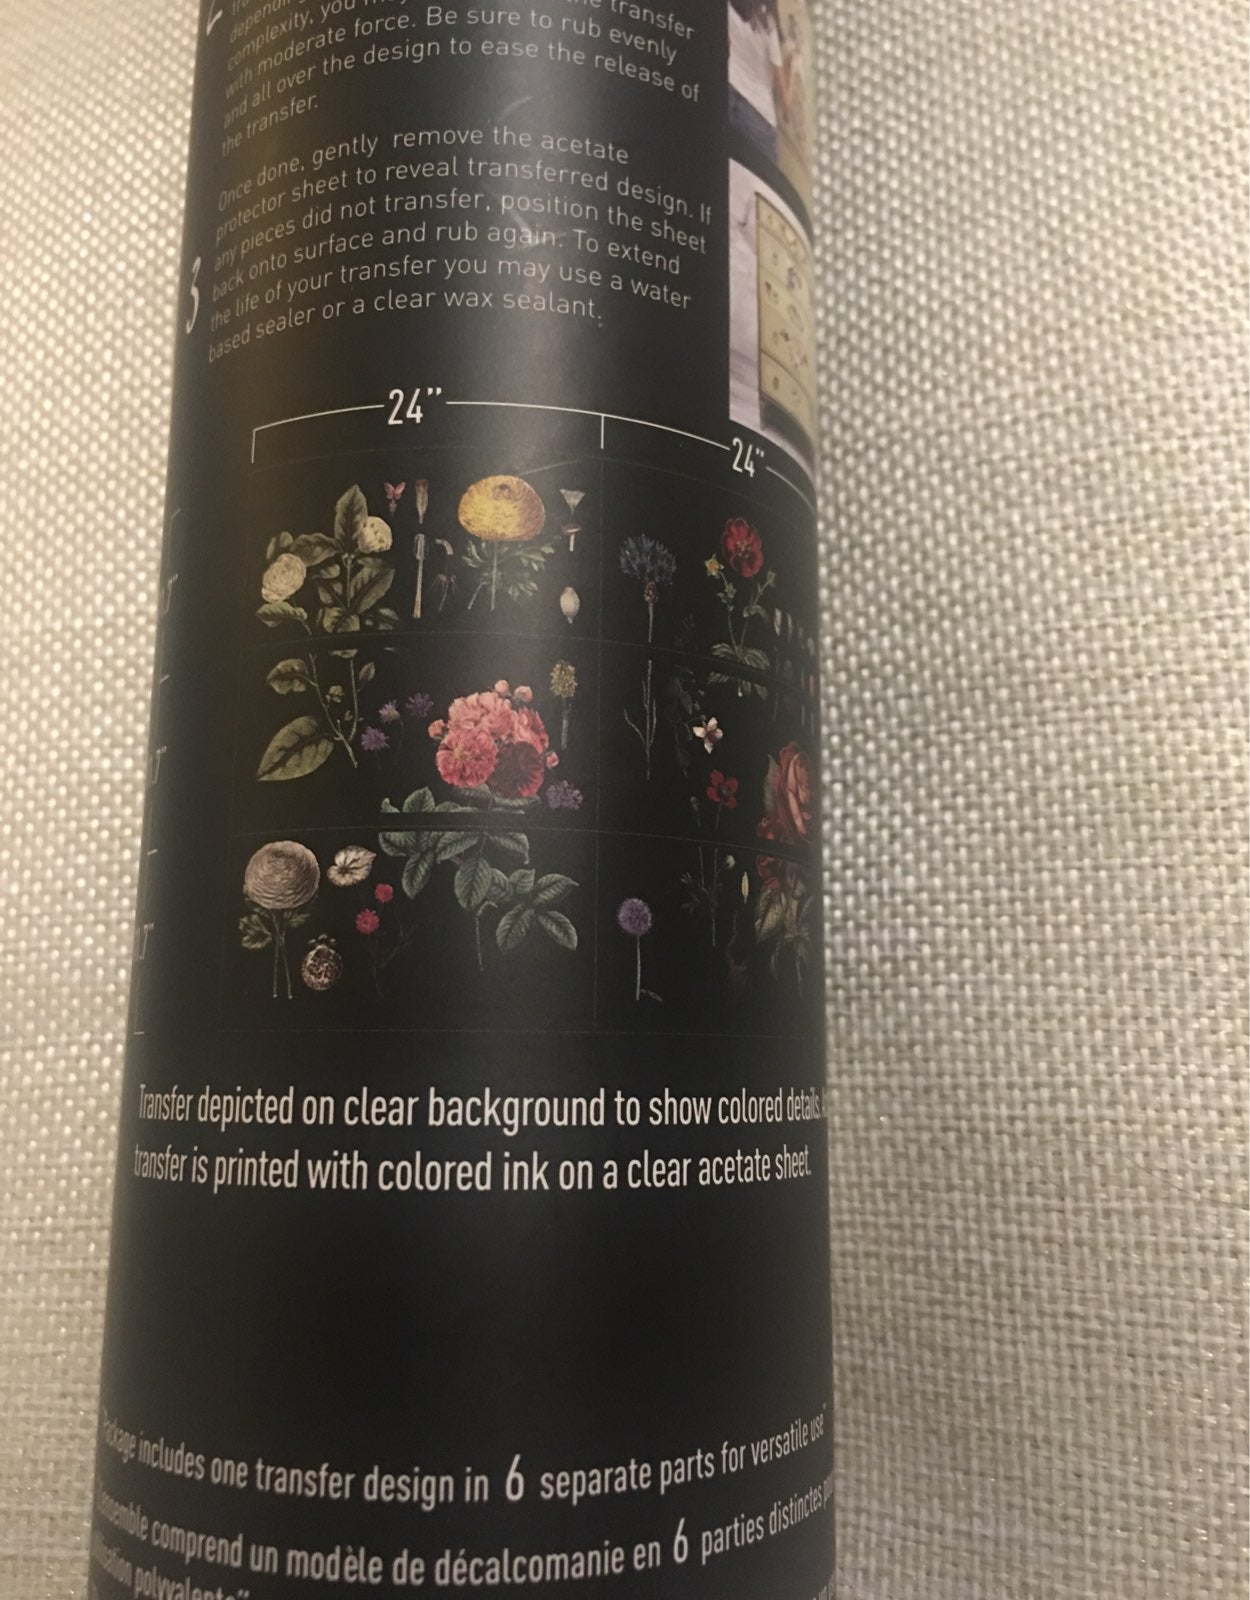 2
depending
complexity, you may transfer
with moderate force. Be sure to rub evenly
and all over the design to ease the release of
the transfer.
3
Once done, gently remove the acetate
protector sheet to reveal transferred design. If
any pieces did not transfer, position the sheet
back onto surface and rub again. To extend
the life of your transfer you may use a water
based sealer or a clear wax sealant.
24”
24”
Transfer depicted on clear background to show colored details.
transfer is printed with colored ink on a clear acetate sheet.
"Package includes one transfer design in 6 separate parts for versatile use"
ensemble comprend un modèle de décalcomanie en 6 parties distinctes
polyvalente"